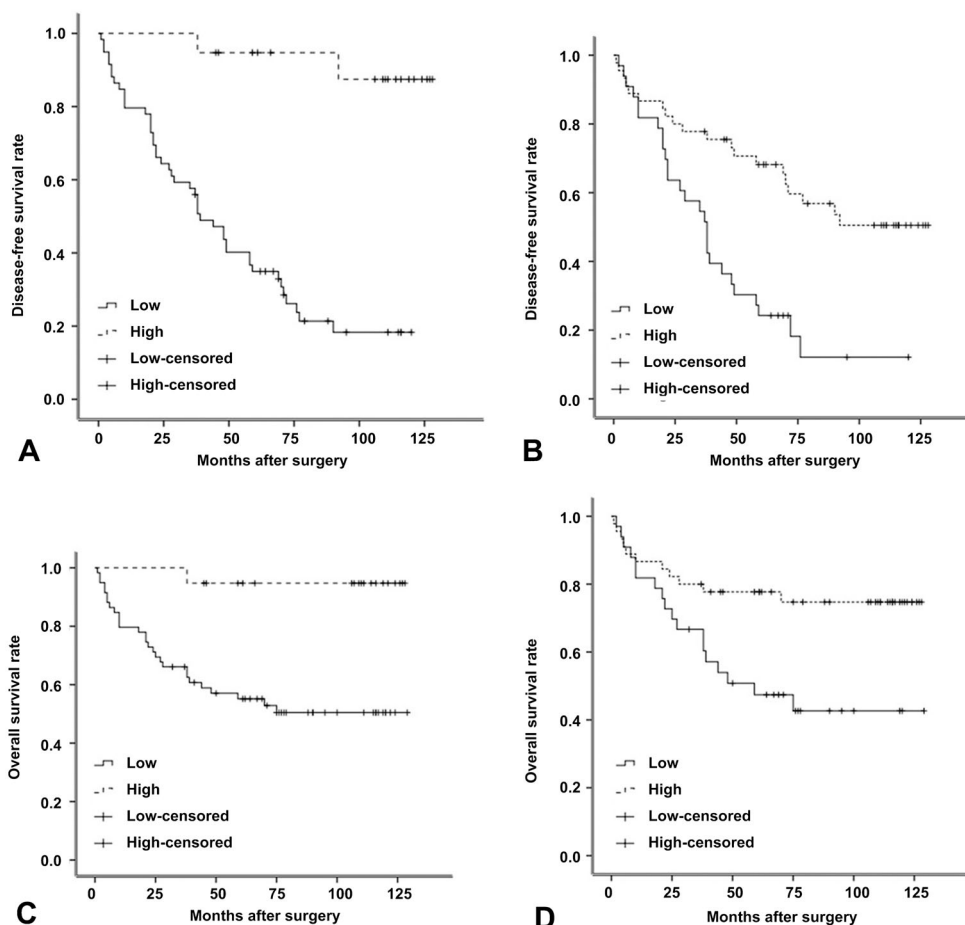 Disease-free survival rate
1.0
0.8
0.6
0.4
0.2
0.0
Low
High
Low-censored
High-censored
0 25 50 75 100 125
Months after surgery
A
Disease-free survival rate
1.0
0.8
0.6
0.4
0.2
0.0
Low
High
Low-censored
High-censored
0 25 50 75 100 125
Months after surgery
B
Overall survival rate
1.0
0.8
0.6
0.4
0.2
0.0
Low
High
Low-censored
High-censored
0 25 50 75 100 125
Months after surgery
C
Overall survival rate
1.0
0.8
0.6
0.4
0.2
0.0
Low
High
Low-censored
High-censored
0 25 50 75 100 125
Months after surgery
D